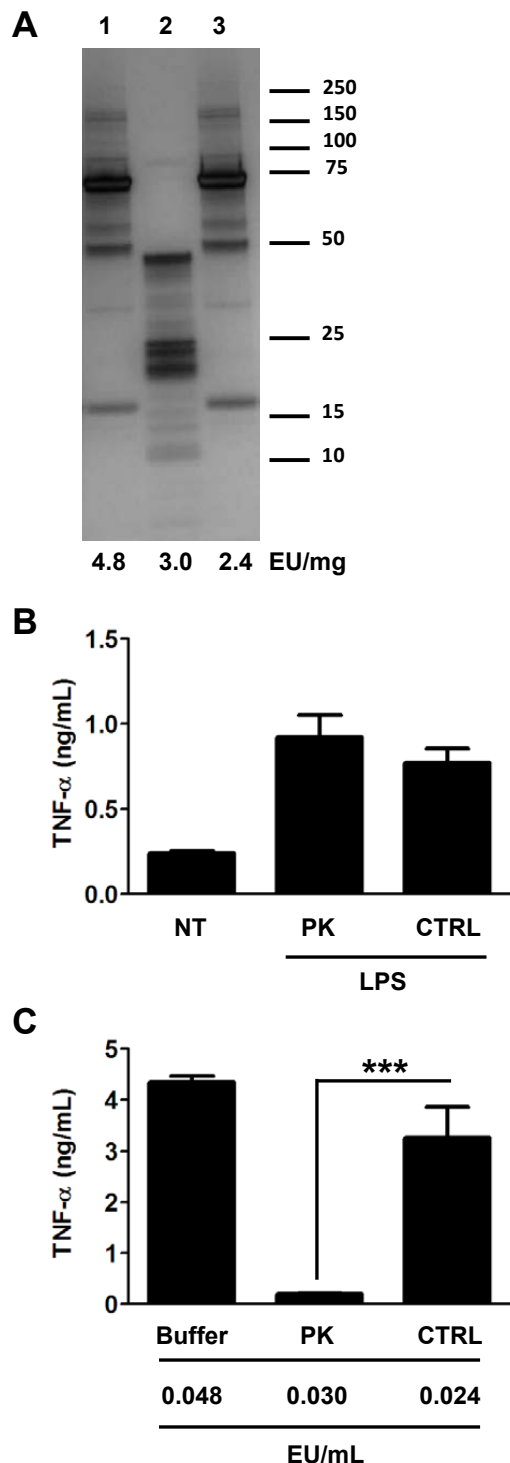 A
1 2 3
250
150
100
75
50
25
15
10
4.8 3.0 2.4 EU/mg
B
TNF-α (ng/mL)
1.5
1.0
0.5
0.0
NT PK CTRL
LPS
C
TNF-α (ng/mL)
5
4
3
2
1
0
***
Buffer PK CTRL
0.048 0.030 0.024
EU/mL